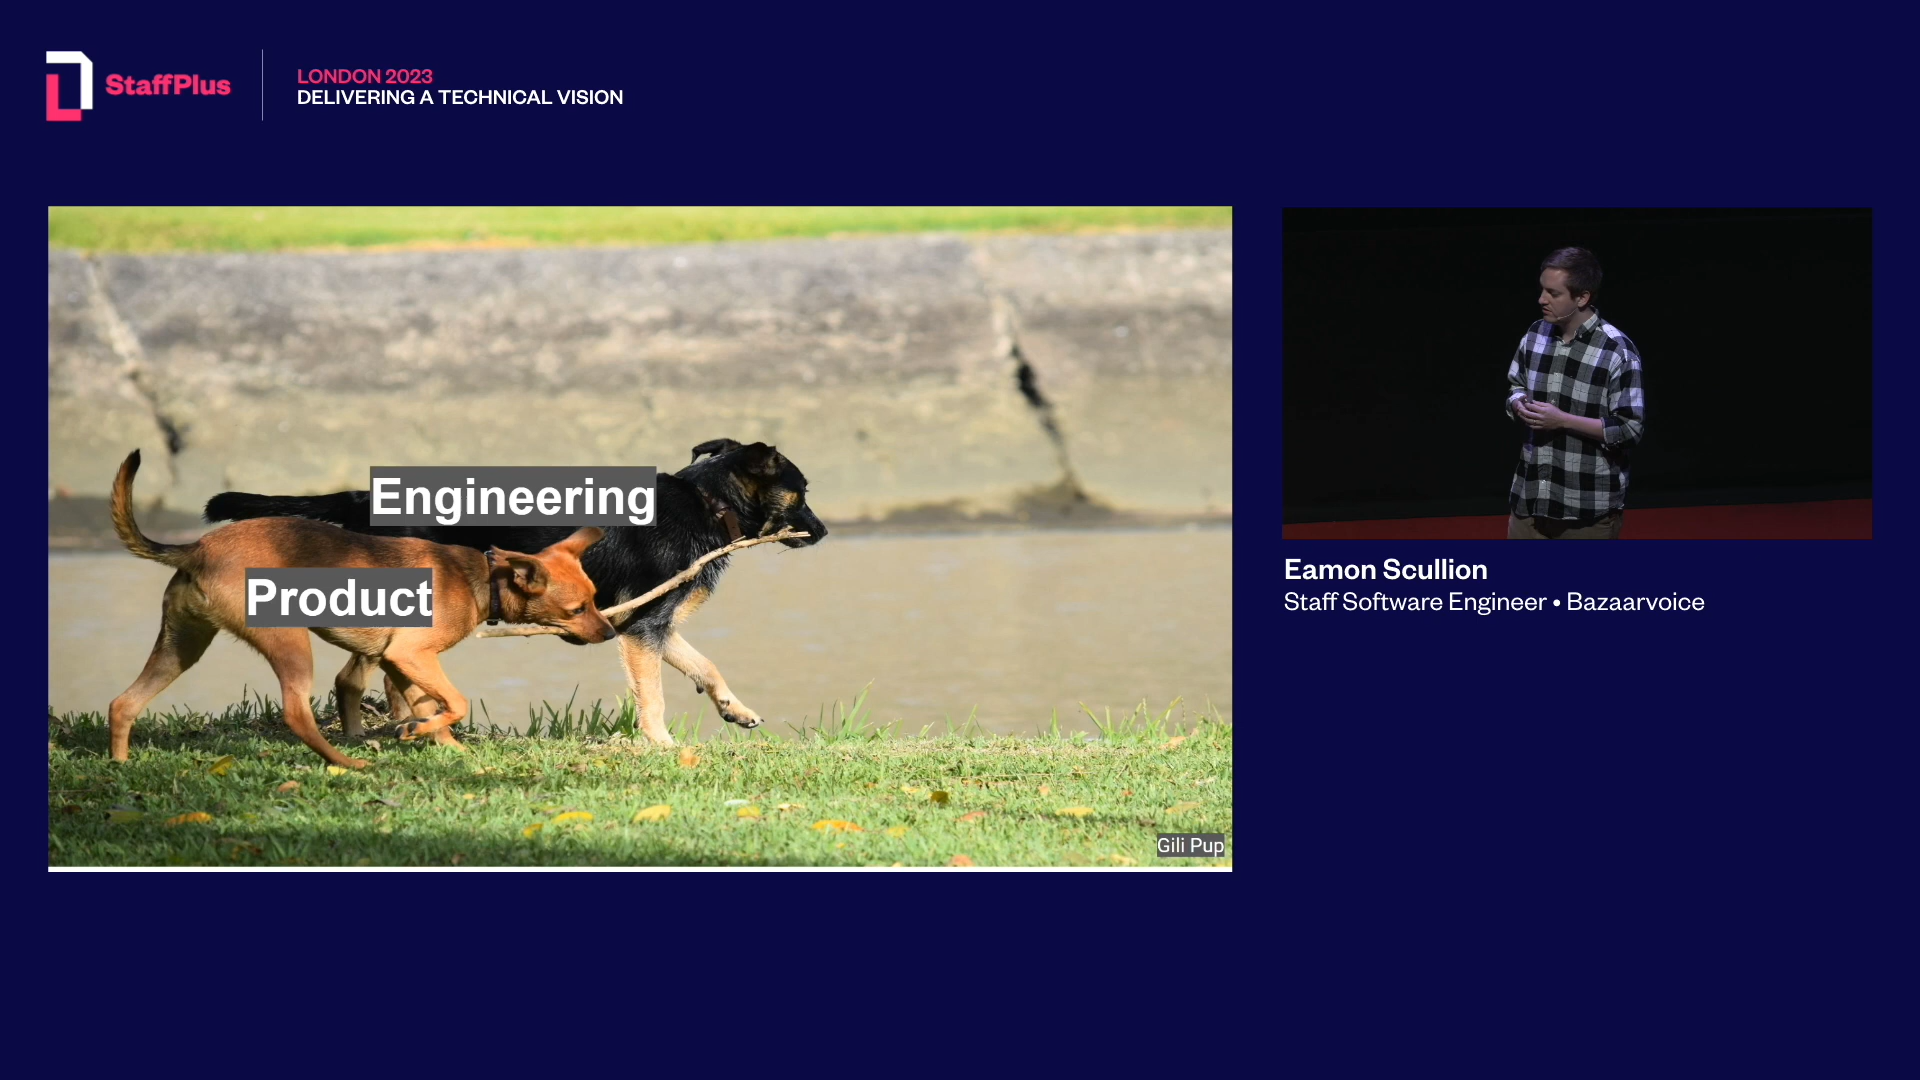 StaffPlus
LONDON 2023
DELIVERING A TECHNICAL VISION
Engineering
Product
Gili Pup
Eamon Scullion
Staff Software Engineer • Bazaarvoice